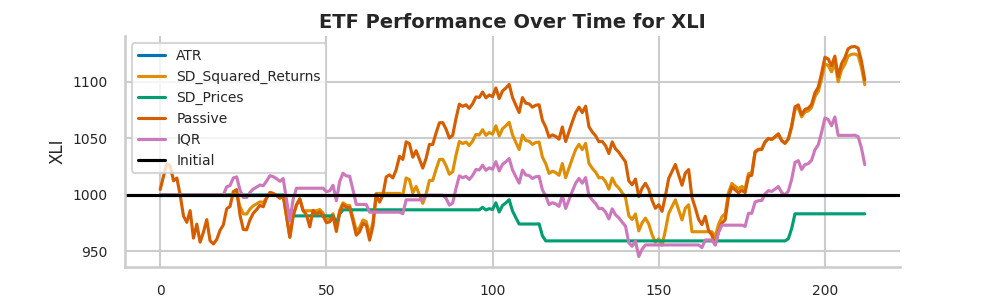 ETF Performance Over Time for XLI
ATR
SD_Squared_Returns
SD_Prices
Passive
IQR
Initial
XLI
1100
1050
1000
950
0 50 100 150 200